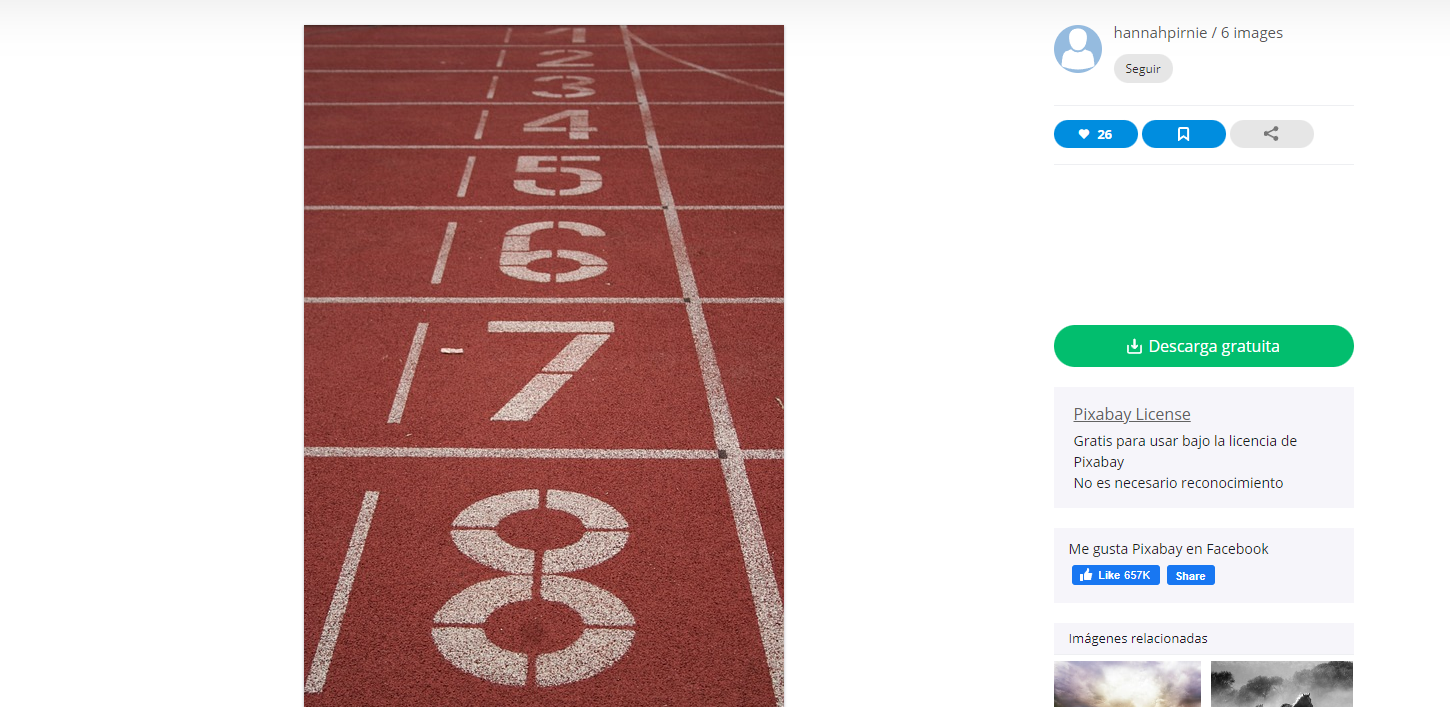 1
2
3
4
5
6
7
8
hannahpirnie / 6 images
Seguir
26
Descarga gratuita
Pixabay License
Gratis para usar bajo la licencia de
Pixabay
No es necesario reconocimiento
Me gusta Pixabay en Facebook
Like 657K
Share
Imágenes relacionadas